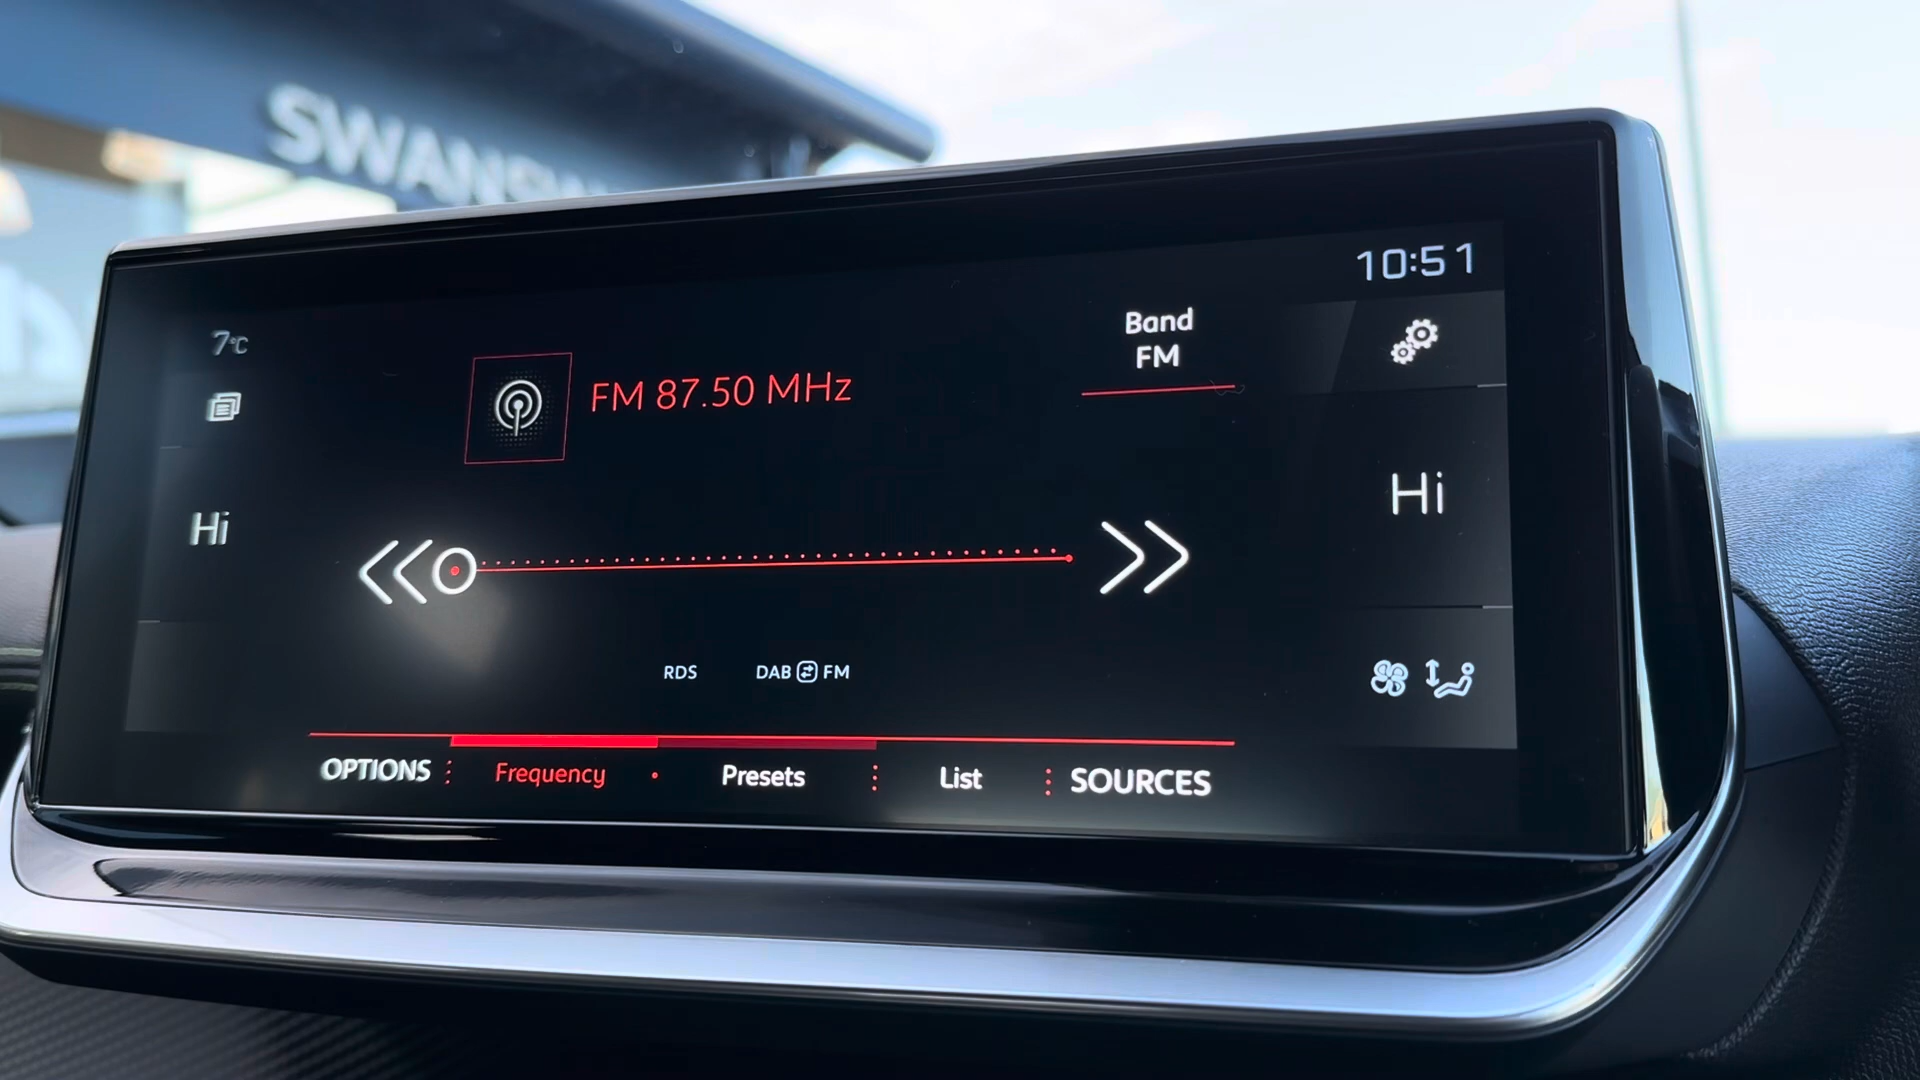 10:51
7°C
Band
FM
FM 87.50 MHz
Hi
Hi
RDS
DAB FM
OPTIONS Frequency Presets List SOURCES